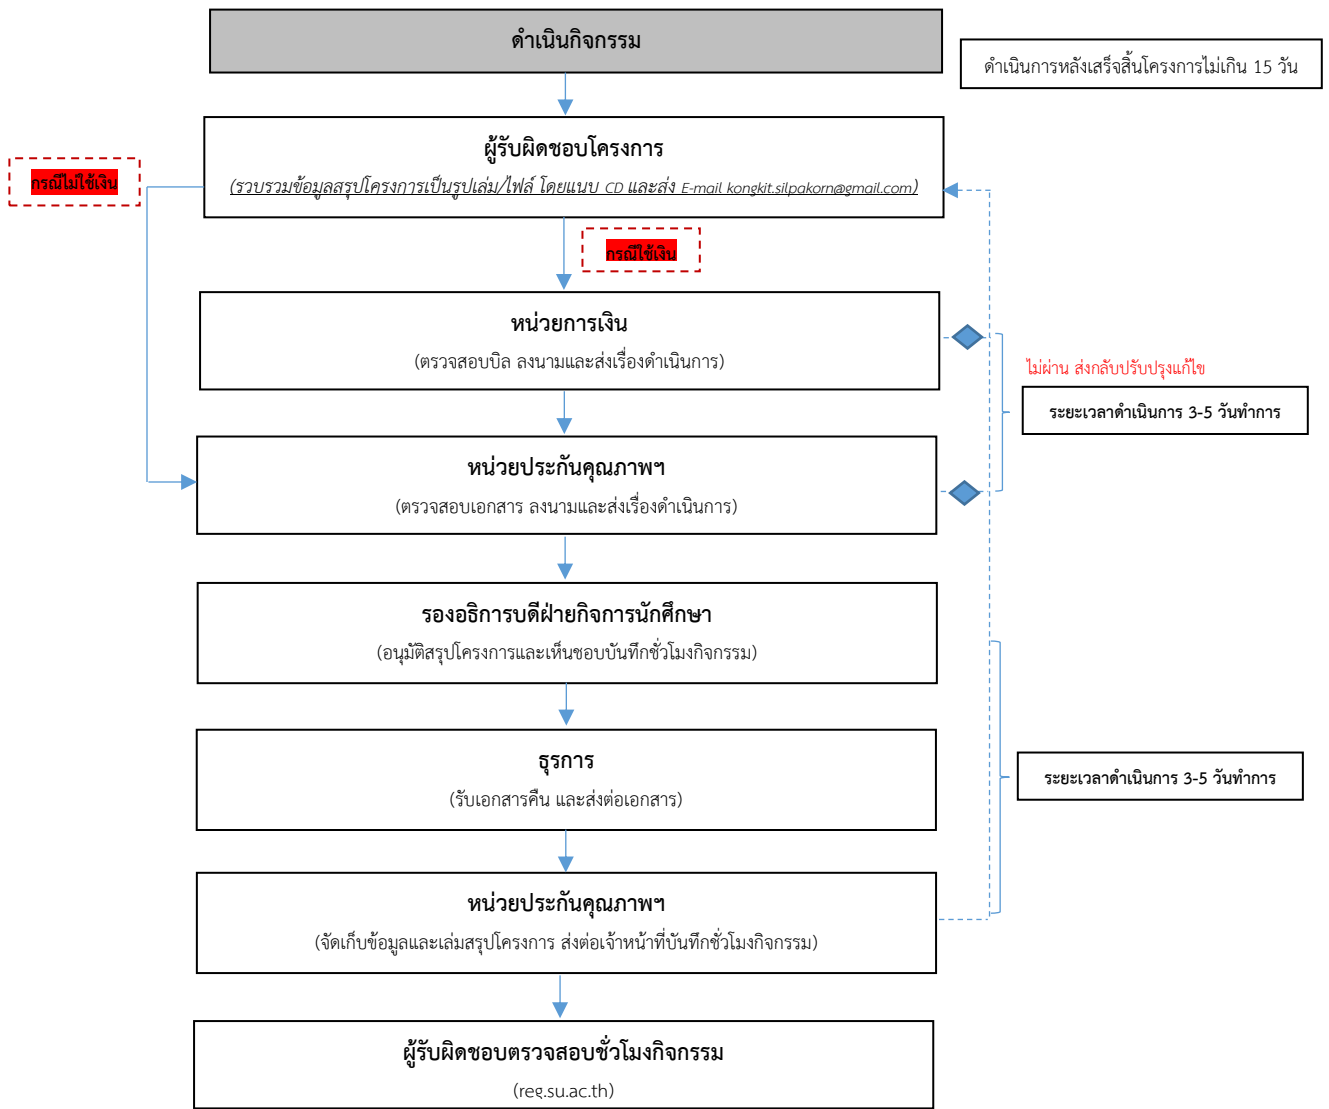 ดำเนินกิจกรรม
ดำเนินการหลังเสร็จสิ้นโครงการไม่เกิน 15 วัน
ผู้รับผิดชอบโครงการ
(รวบรวมข้อมูลสรุปโครงการเป็นรูปเล่ม/ไฟล์ โดยแนบ CD และส่ง E-mail kongkit.silpakorn@gmail.com)
กรณีไม่ใช้เงิน
กรณีใช้เงิน
หน่วยการเงิน
(ตรวจสอบบิล ลงนามและส่งเรื่องดำเนินการ)
ไม่ผ่าน ส่งกลับปรับปรุงแก้ไข
ระยะเวลาดำเนินการ 3-5 วันทำการ
หน่วยประกันคุณภาพฯ
(ตรวจสอบเอกสาร ลงนามและส่งเรื่องดำเนินการ)
รองอธิการบดีฝ่ายกิจการนักศึกษา
(อนุมัติสรุปโครงการและเห็นชอบบันทึกชั่วโมงกิจกรรม)
ธุรการ
(รับเอกสารคืน และส่งต่อเอกสาร)
ระยะเวลาดำเนินการ 3-5 วันทำการ
หน่วยประกันคุณภาพฯ
(จัดเก็บข้อมูลและเล่มสรุปโครงการ ส่งต่อเจ้าหน้าที่บันทึกชั่วโมงกิจกรรม)
ผู้รับผิดชอบตรวจสอบชั่วโมงกิจกรรม
(reg.su.ac.th)